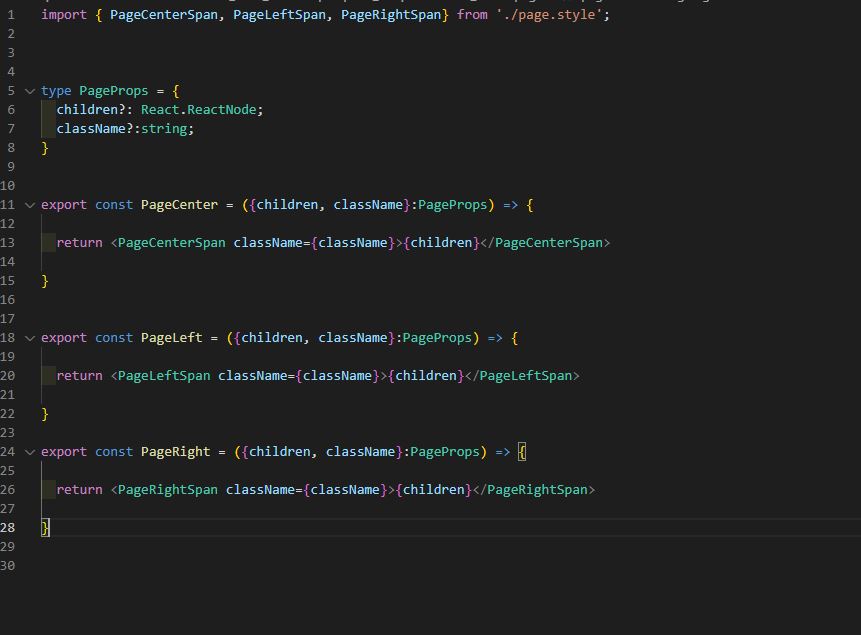 1 import { PageCenterSpan, PageLeftSpan, PageRightSpan} from './page.style';
2
3
4
5 type PageProps = {
6 children?: React.ReactNode;
7 className?:string;
8 }
9
10
11 export const PageCenter = ({children, className}:PageProps) => {
12
13 return <PageCenterSpan className={className}>{children}</PageCenterSpan>
14
15 }
16
17
18 export const PageLeft = ({children, className}:PageProps) => {
19
20 return <PageLeftSpan className={className}>{children}</PageLeftSpan>
21
22 }
23
24 export const PageRight = ({children, className}:PageProps) => {
25
26 return <PageRightSpan className={className}>{children}</PageRightSpan>
27
28 }
29
30